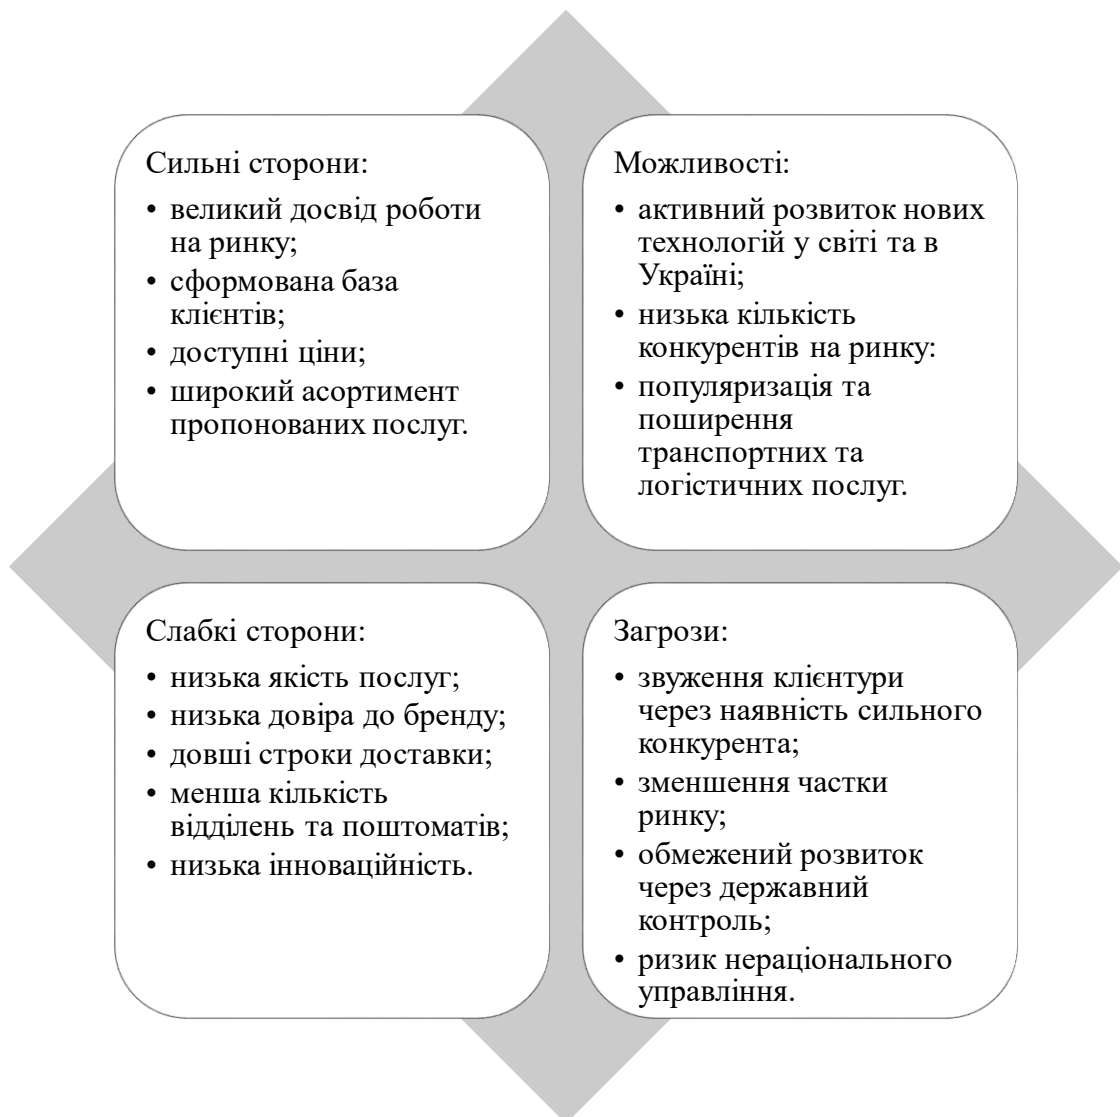 Сильні сторони:
• великий досвід роботи
на ринку;
• сформована база
клієнтів;
• доступні ціни;
• широкий асортимент
пропонованих послуг.
Можливості:
• активний розвиток нових
технологій у світі та в
Україні;
• низька кількість
конкурентів на ринку:
• популяризація та
поширення
транспортних та
логістичних послуг.
Слабкі сторони:
• низька якість послуг;
• низька довіра до бренду;
• довші строки доставки;
• менша кількість
відділень та поштоматів;
• низька інноваційність.
Загрози:
• звуження клієнтури
через наявність сильного
конкурента;
• зменшення частки
ринку;
• обмежений розвиток
через державний
контроль;
• ризик нераціонального
управління.